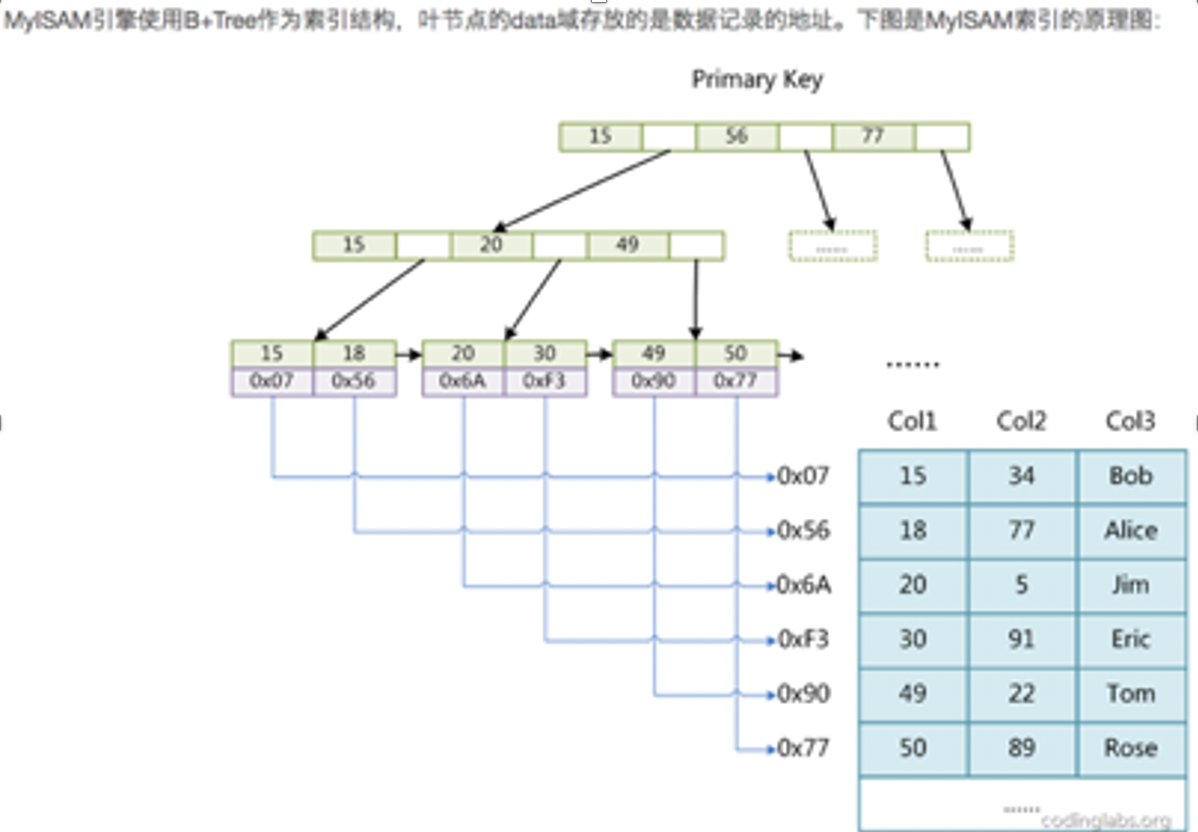 MyISAM引擎使用B+Tree作为索引结构，叶节点的data域存放的是数据记录的地址。下图是MyISAM索引的原理图：
Primary Key
15 56 77
15 20 49 ...... ......
15 18 20 30 49 50
0x07 0x56 0x6A 0xF3 0x90 0x77
......
Col1 Col2 Col3
0x07 15 34 Bob
0x56 18 77 Alice
0x6A 20 5 Jim
0xF3 30 91 Eric
0x90 49 22 Tom
0x77 50 89 Rose
......
codinglabs.org